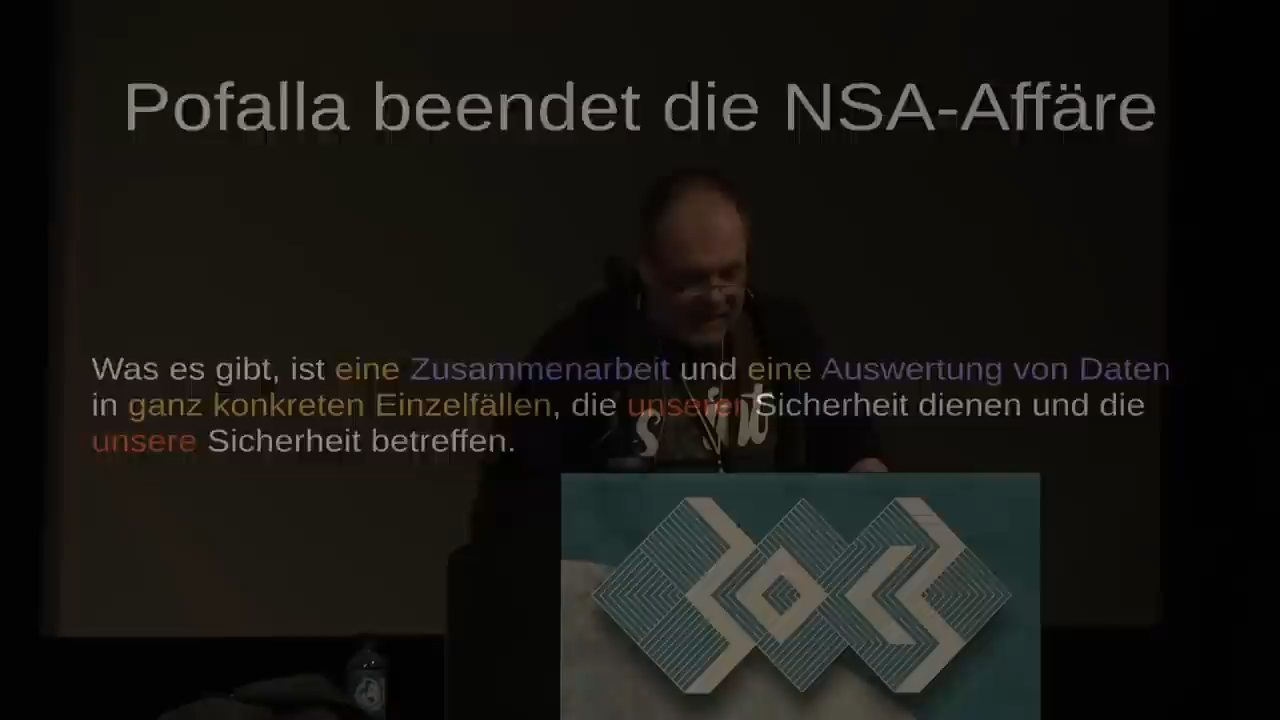 Pofalla beendet die NSA-Affäre
Was es gibt, ist eine Zusammenarbeit und eine Auswertung von Daten
in ganz konkreten Einzelfällen, die unserer Sicherheit dienen und die
unsere Sicherheit betreffen.